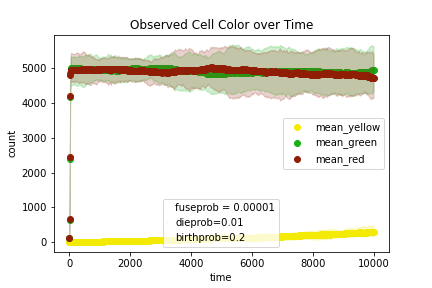 Observed Cell Color over Time
count
5000
4000
3000
2000
1000
0
mean_yellow
mean_green
mean_red
fuseprob = 0.00001
dieprob=0.01
birthprob=0.2
0
2000
4000
6000
8000
10000
time